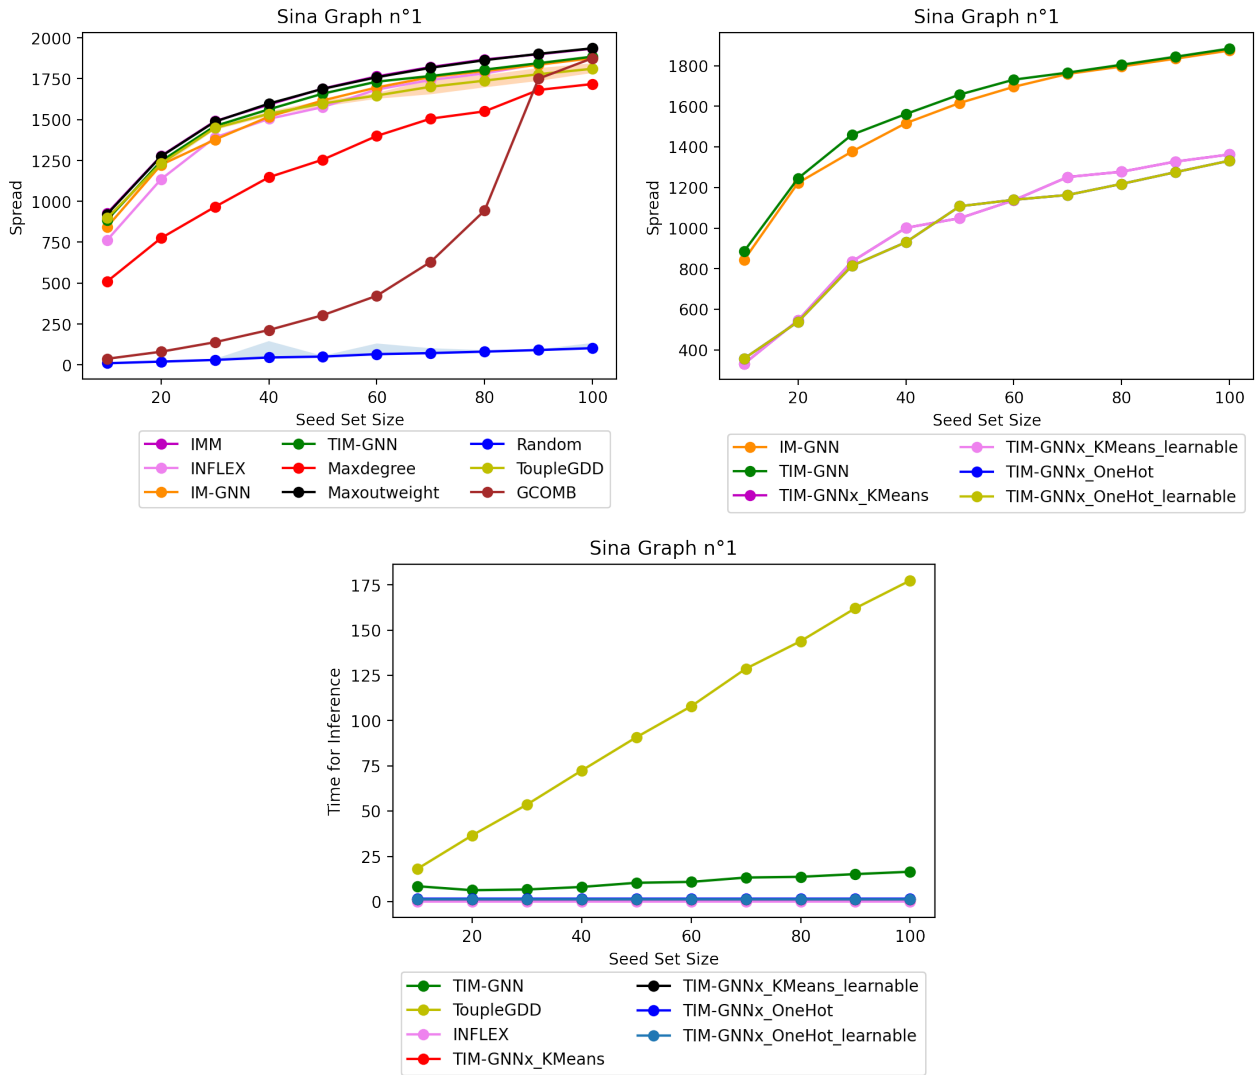 Sina Graph n°1
2000
1750
1500
1250
1000
750
500
250
0
Spread
20 40 60 80 100
Seed Set Size
IMM TIM-GNN Random
INFLEX Maxdegree ToupleGDD
IM-GNN Maxoutweight GCOMB
Sina Graph n°1
1800
1600
1400
1200
1000
800
600
400
Spread
20 40 60 80 100
Seed Set Size
IM-GNN TIM-GNNx_KMeans_learnable
TIM-GNN TIM-GNNx_OneHot
TIM-GNNx_KMeans TIM-GNNx_OneHot_learnable
Sina Graph n°1
175
150
125
100
75
50
25
0
Time for Inference
20 40 60 80 100
Seed Set Size
TIM-GNN TIM-GNNx_KMeans_learnable
ToupleGDD TIM-GNNx_OneHot
INFLEX TIM-GNNx_OneHot_learnable
TIM-GNNx_KMeans